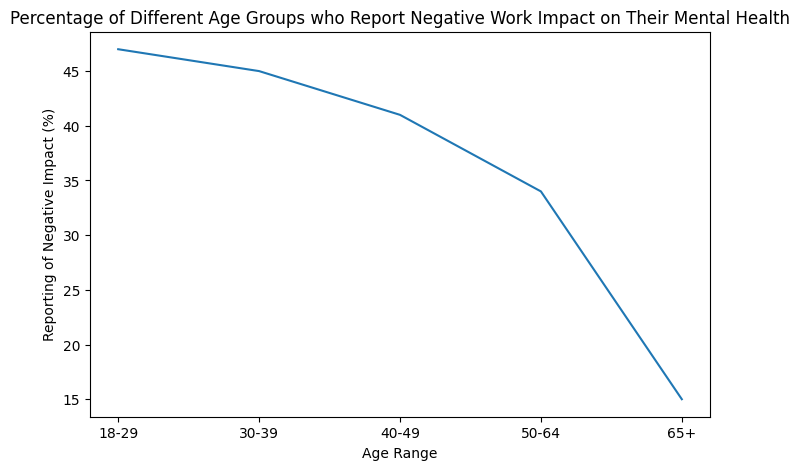 Percentage of Different Age Groups who Report Negative Work Impact on Their Mental Health
Reporting of Negative Impact (%)
45
40
35
30
25
20
15
18-29 30-39 40-49 50-64 65+
Age Range